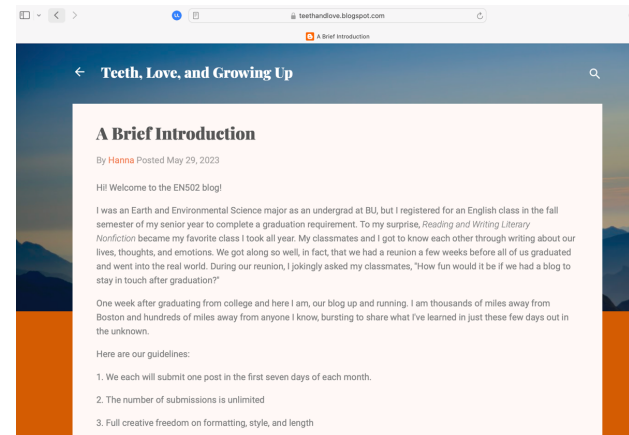 LL
teethandlove.blogspot.com
A Brief Introduction
Teeth, Love, and Growing Up
A Brief Introduction
By Hanna Posted May 29, 2023
Hi! Welcome to the EN502 blog!
I was an Earth and Environmental Science major as an undergrad at BU, but I registered for an English class in the fall
semester of my senior year to complete a graduation requirement. To my surprise, Reading and Writing Literary
Nonfiction became my favorite class I took all year. My classmates and I got to know each other through writing about our
lives, thoughts, and emotions. We got along so well, in fact, that we had a reunion a few weeks before all of us graduated
and went into the real world. During our reunion, I jokingly asked my classmates, "How fun would it be if we had a blog to
stay in touch after graduation?"
One week after graduating from college and here I am, our blog up and running. I am thousands of miles away from
Boston and hundreds of miles away from anyone I know, bursting to share what I've learned in just these few days out in
the unknown.
Here are our guidelines:
1. We each will submit one post in the first seven days of each month.
2. The number of submissions is unlimited
3. Full creative freedom on formatting, style, and length